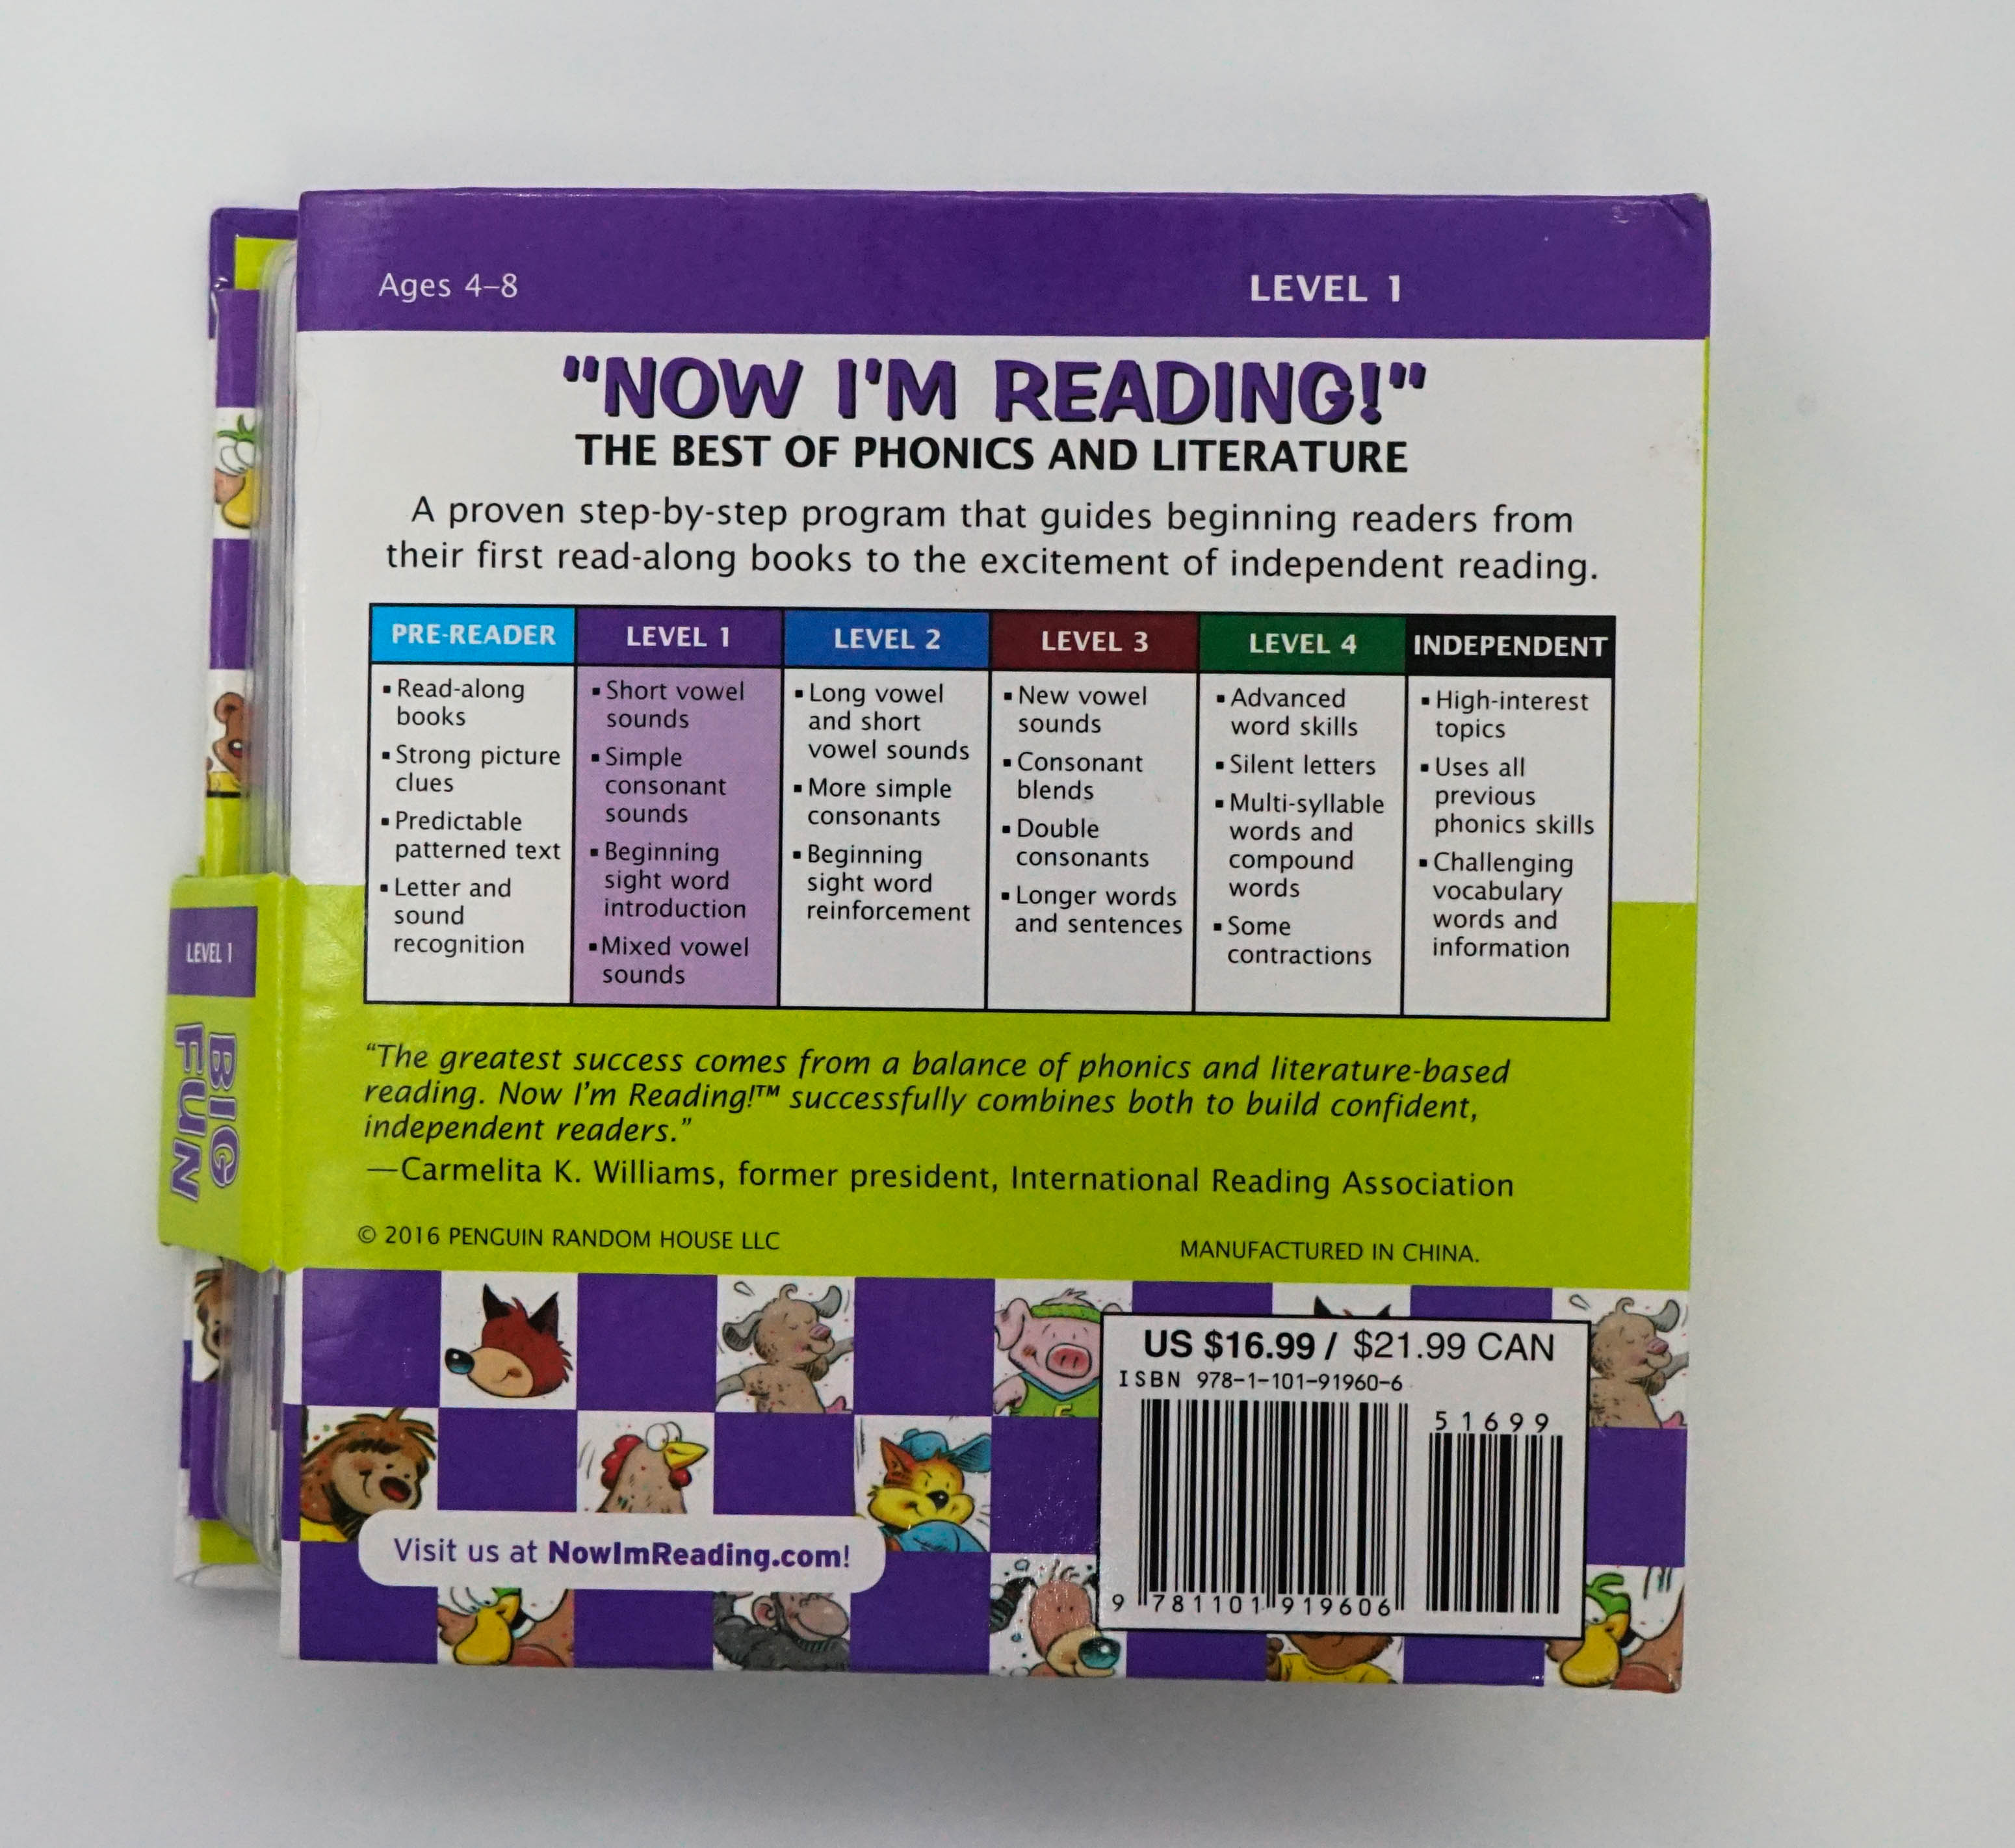 Ages 4–8
LEVEL 1
"NOW I'M READING!"
THE BEST OF PHONICS AND LITERATURE
A proven step-by-step program that guides beginning readers from
their first read-along books to the excitement of independent reading.
PRE-READER
▪ Read-along
books
▪ Strong picture
clues
▪ Predictable
patterned text
▪ Letter and
sound
recognition
LEVEL 1
▪ Short vowel
sounds
▪ Simple
consonant
sounds
▪ Beginning
sight word
introduction
▪ Mixed vowel
sounds
LEVEL 2
▪ Long vowel
and short
vowel sounds
▪ More simple
consonants
▪ Beginning
sight word
reinforcement
LEVEL 3
▪ New vowel
sounds
▪ Consonant
blends
▪ Double
consonants
▪ Longer words
and sentences
LEVEL 4
▪ Advanced
word skills
▪ Silent letters
▪ Multi-syllable
words and
compound
words
▪ Some
contractions
INDEPENDENT
▪ High-interest
topics
▪ Uses all
previous
phonics skills
▪ Challenging
vocabulary
words and
information
LEVEL 1
BIG
FUN
“The greatest success comes from a balance of phonics and literature-based
reading. Now I'm Reading!™ successfully combines both to build confident,
independent readers.”
—Carmelita K. Williams, former president, International Reading Association
© 2016 PENGUIN RANDOM HOUSE LLC
MANUFACTURED IN CHINA.
US $16.99 / $21.99 CAN
ISBN 978-1-101-91960-6
51699
9 781101 919606
Visit us at NowImReading.com!